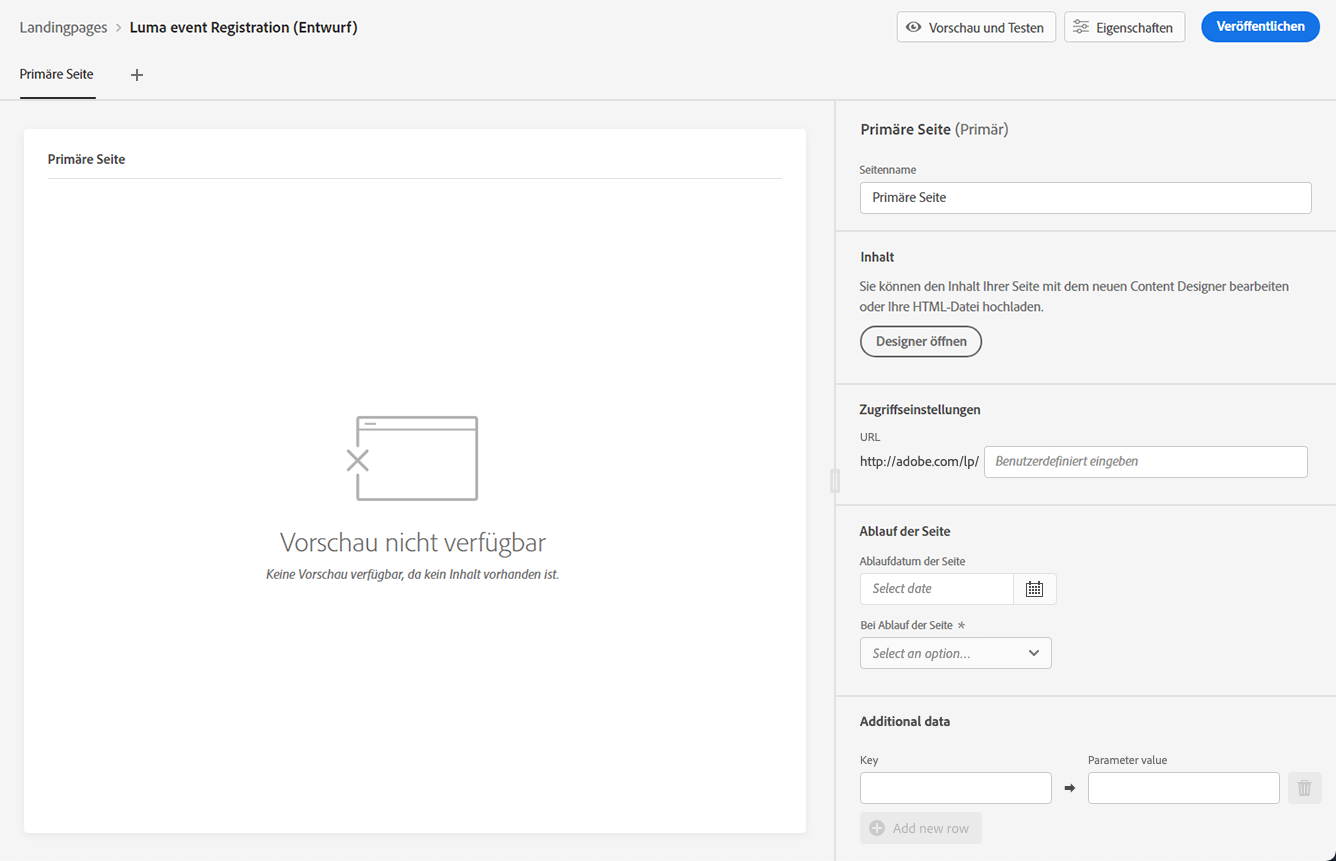 Landingpages > Luma event Registration (Entwurf)
Vorschau und Testen
Eigenschaften
Veröffentlichen
Primäre Seite
Primäre Seite
Primäre Seite (Primär)
Seitenname
Primäre Seite
Inhalt
Sie können den Inhalt Ihrer Seite mit dem neuen Content Designer bearbeiten
oder Ihre HTML-Datei hochladen.
Designer öffnen
Zugriffseinstellungen
URL
http://adobe.com/lp/ Benutzerdefiniert eingeben
Vorschau nicht verfügbar
Keine Vorschau verfügbar, da kein Inhalt vorhanden ist.
Ablauf der Seite
Ablaufdatum der Seite
Select date
Bei Ablauf der Seite *
Select an option...
Additional data
Key
Parameter value
Add new row